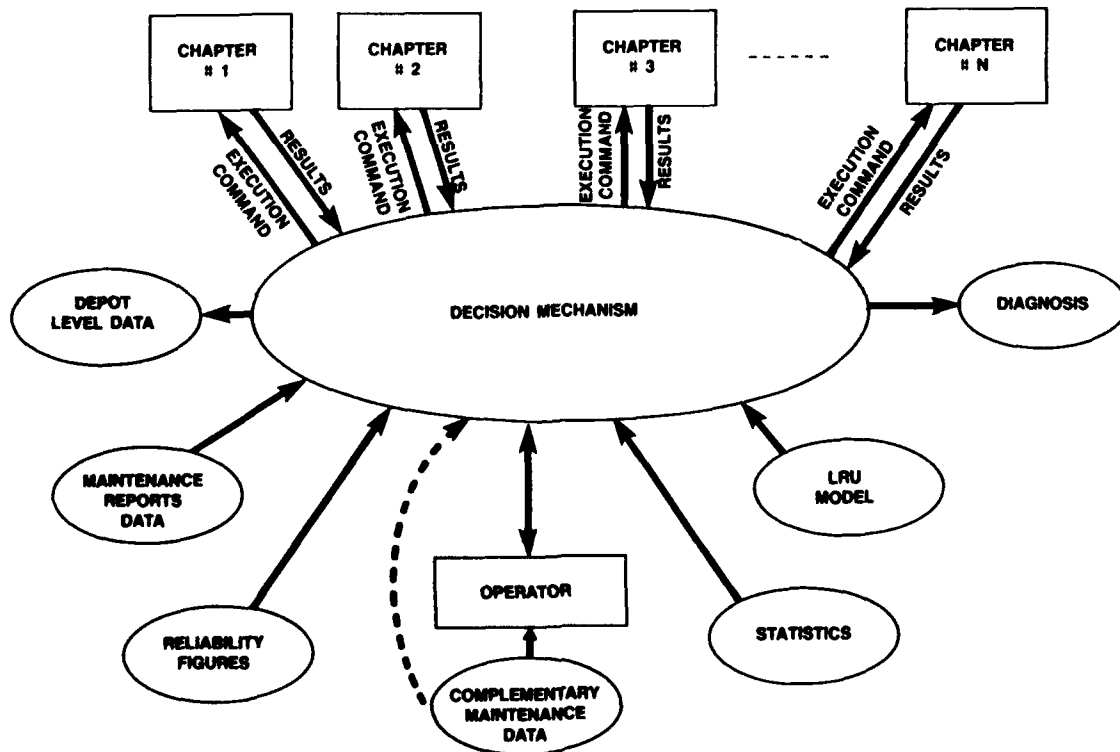 CHAPTER
# 1
CHAPTER
# 2
CHAPTER
# 3
CHAPTER
# N
EXECUTION
COMMAND
RESULTS
EXECUTION
COMMAND
RESULTS
EXECUTION
COMMAND
RESULTS
EXECUTION
COMMAND
RESULTS
DEPOT
LEVEL DATA
DECISION MECHANISM
DIAGNOSIS
MAINTENANCE
REPORTS
DATA
LRU
MODEL
OPERATOR
RELIABILITY
FIGURES
STATISTICS
COMPLEMENTARY
MAINTENANCE
DATA